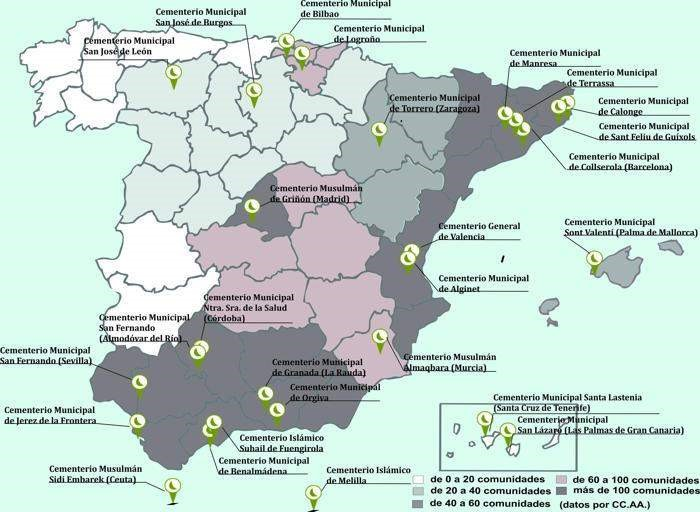 Cementerio Municipal
de Bilbao
Cementerio Municipal
San José de Burgos
Cementerio Municipal
de Logroño
Cementerio Municipal
San José de León
Cementerio Municipal
de Manresa
Cementerio Municipal
de Terrassa
Cementerio Municipal
de Torrero (Zaragoza)
Cementerio Municipal
de Calonge
Cementerio Municipal
de Sant Feliu de Guíxols
Cementerio Municipal
de Collserola (Barcelona)
Cementerio Musulmán
de Griñón (Madrid)
Cementerio General
de Valencia
Cementerio Municipal
Sont Valentí (Palma de Mallorca)
Cementerio Municipal
de Alginet
Cementerio Municipal
Ntra. Sra. de la Salud
(Córdoba)
Cementerio Municipal
San Fernando
(Almodóvar del Río)
Cementerio Municipal
San Fernando (Sevilla)
Cementerio Musulmán
Almaqbara (Murcia)
Cementerio Municipal
de Granada (La Rauda)
Cementerio Municipal
de Orgiva
Cementerio Municipal
de Jerez de la Frontera
Cementerio Municipal Santa Lastenia
(Santa Cruz de Tenerife)
Cementerio Municipal
San Lázaro (Las Palmas de Gran Canaria)
Cementerio Islámico
Suhail de Fuengirola
Cementerio Municipal
de Benalmádena
Cementerio Musulmán
Sidi Embarek (Ceuta)
Cementerio Islámico
de Melilla
de 0 a 20 comunidades
de 20 a 40 comunidades
de 40 a 60 comunidades
de 60 a 100 comunidades
más de 100 comunidades
(datos por CC.AA.)